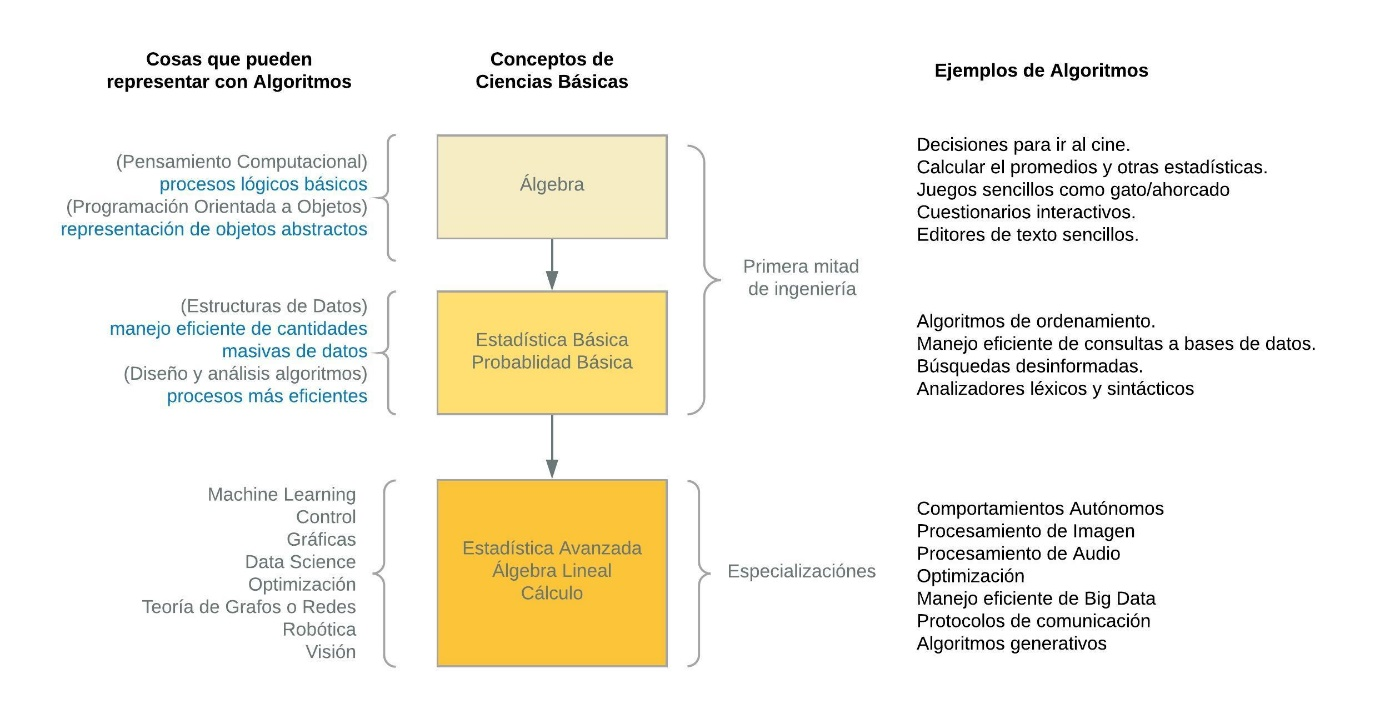 Cosas que pueden
representar con Algoritmos
Conceptos de
Ciencias Básicas
Ejemplos de Algoritmos
(Pensamiento Computacional)
procesos lógicos básicos
(Programación Orientada a Objetos)
representación de objetos abstractos
Álgebra
Decisiones para ir al cine.
Calcular el promedios y otras estadísticas.
Juegos sencillos como gato/ahorcado
Cuestionarios interactivos.
Editores de texto sencillos.
Primera mitad
de ingeniería
(Estructuras de Datos)
manejo eficiente de cantidades
masivas de datos
(Diseño y análisis algoritmos)
procesos más eficientes
Estadística Básica
Probablidad Básica
Algoritmos de ordenamiento.
Manejo eficiente de consultas a bases de datos.
Búsquedas desinformadas.
Analizadores léxicos y sintácticos
Machine Learning
Control
Gráficas
Data Science
Optimización
Teoría de Grafos o Redes
Robótica
Visión
Estadística Avanzada
Álgebra Lineal
Cálculo
Especializaciónes
Comportamientos Autónomos
Procesamiento de Imagen
Procesamiento de Audio
Optimización
Manejo eficiente de Big Data
Protocolos de comunicación
Algoritmos generativos